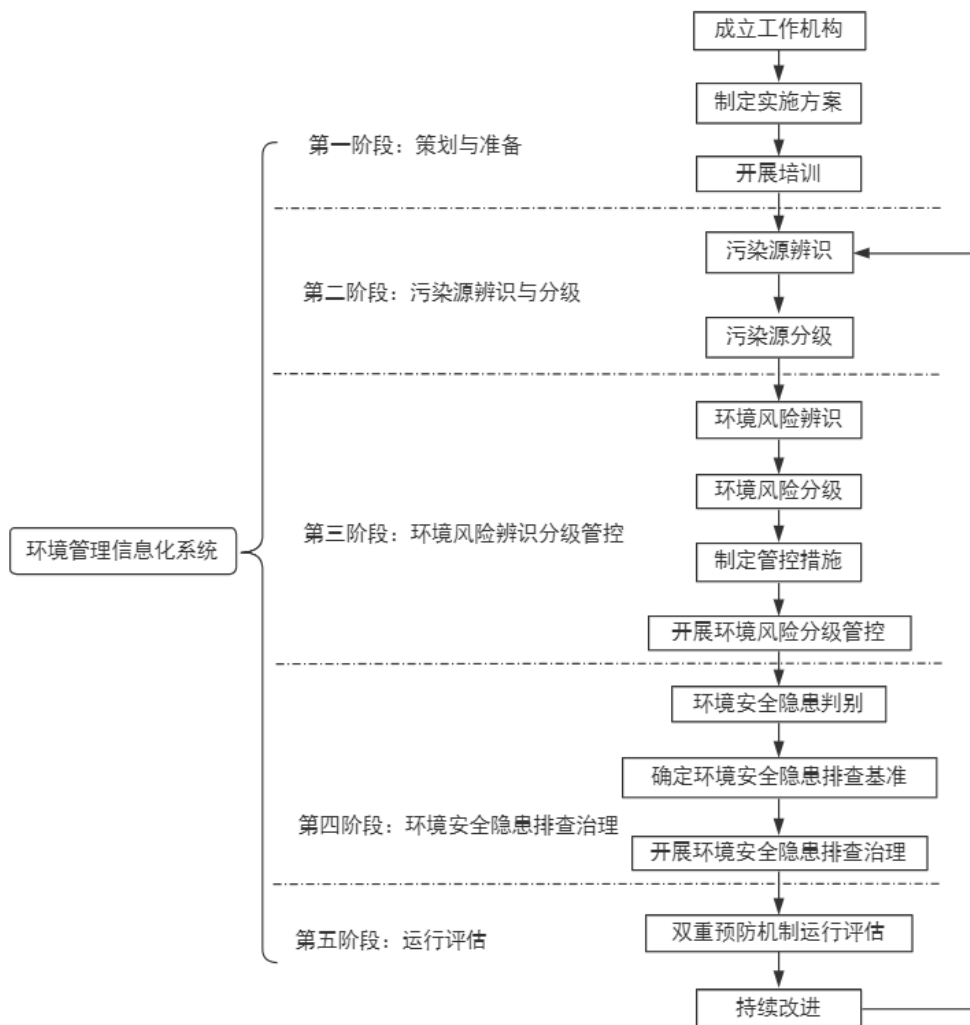 成立工作机构
制定实施方案
第一阶段：策划与准备
开展培训
污染源辨识
第二阶段：污染源辨识与分级
污染源分级
环境风险辨识
环境风险分级
第三阶段：环境风险辨识分级管控
环境管理信息化系统
制定管控措施
开展环境风险分级管控
环境安全隐患判别
确定环境安全隐患排查基准
第四阶段：环境安全隐患排查治理
开展环境安全隐患排查治理
双重预防机制运行评估
第五阶段：运行评估
持续改进